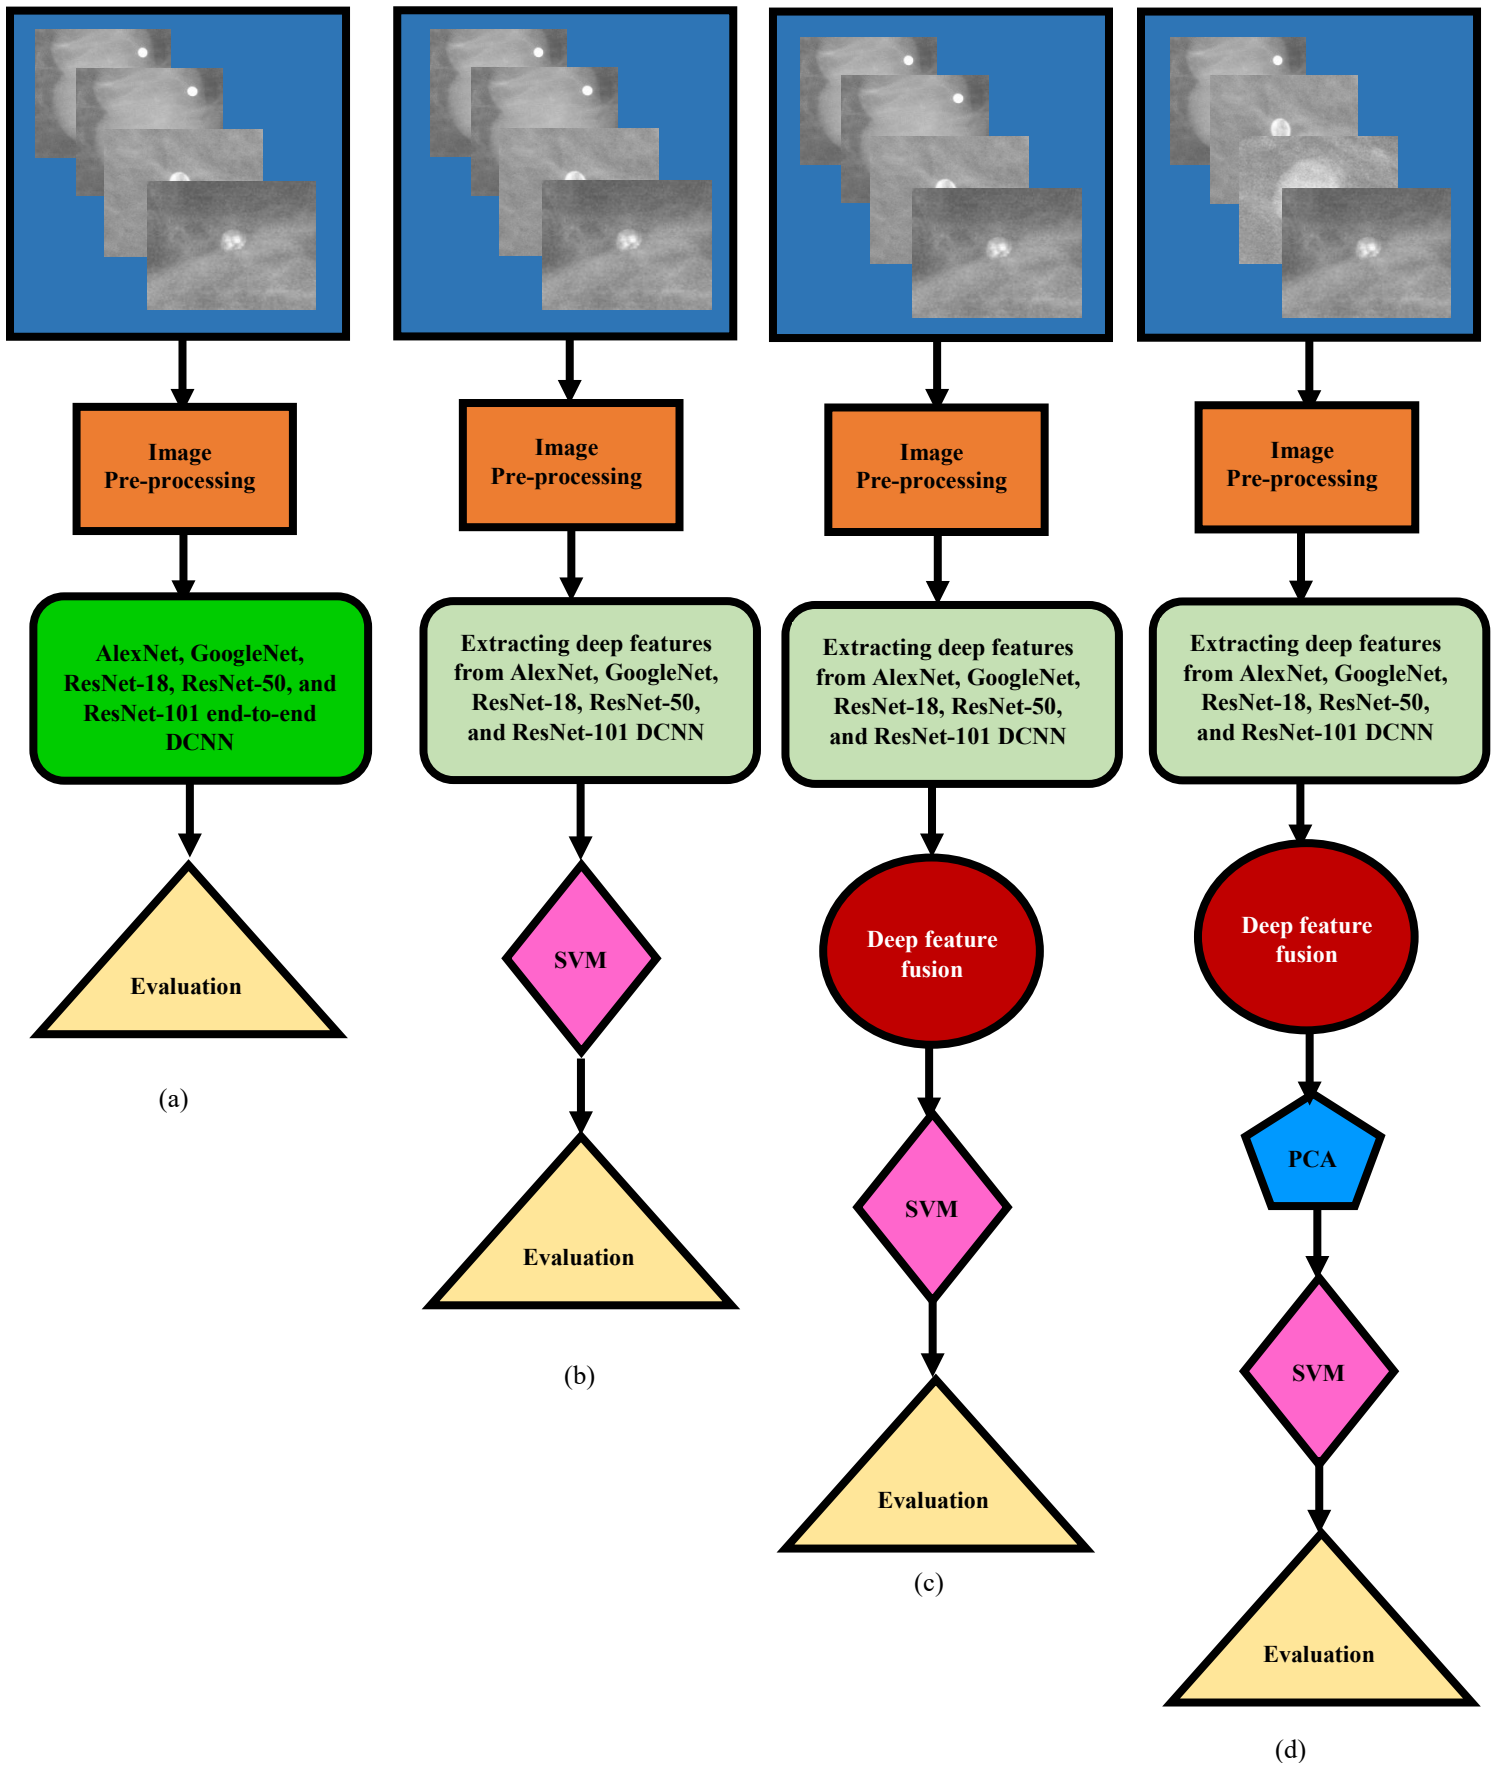 Image
Pre-processing
AlexNet, GoogleNet,
ResNet-18, ResNet-50, and
ResNet-101 end-to-end
DCNN
Evaluation
(a)
Image
Pre-processing
Extracting deep features
from AlexNet, GoogleNet,
ResNet-18, ResNet-50,
and ResNet-101 DCNN
SVM
Evaluation
(b)
Image
Pre-processing
Extracting deep features
from AlexNet, GoogleNet,
ResNet-18, ResNet-50,
and ResNet-101 DCNN
Deep feature
fusion
SVM
Evaluation
(c)
Image
Pre-processing
Extracting deep features
from AlexNet, GoogleNet,
ResNet-18, ResNet-50,
and ResNet-101 DCNN
Deep feature
fusion
PCA
SVM
Evaluation
(d)